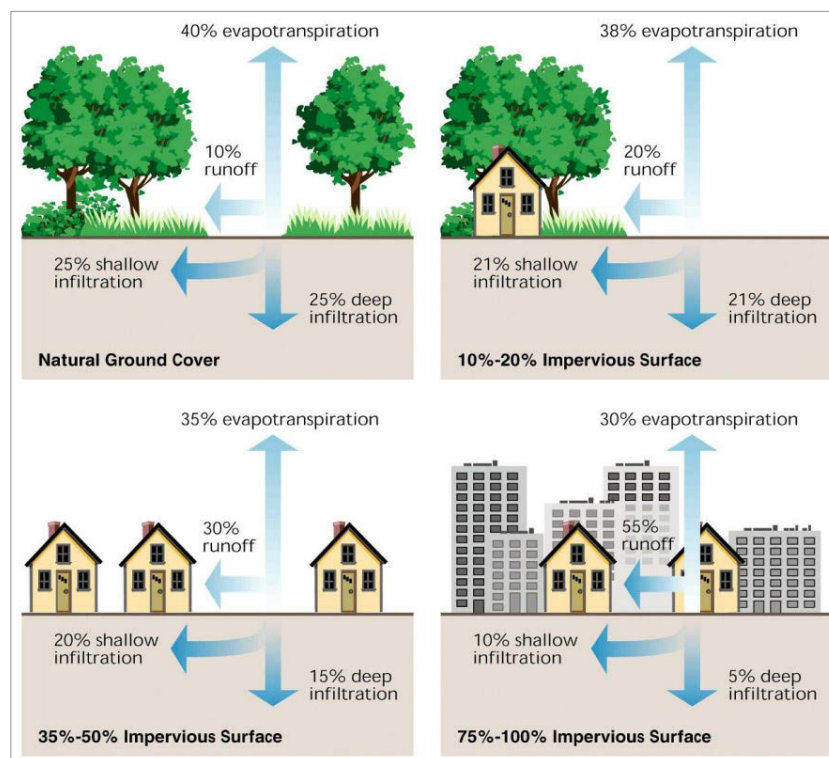 40% evapotranspiration
10%
runoff
25% shallow
infiltration
25% deep
infiltration
Natural Ground Cover
38% evapotranspiration
20%
runoff
21% shallow
infiltration
21% deep
infiltration
10%-20% Impervious Surface
35% evapotranspiration
30%
runoff
20% shallow
infiltration
15% deep
infiltration
35%-50% Impervious Surface
30% evapotranspiration
55%
runoff
10% shallow
infiltration
5% deep
infiltration
75%-100% Impervious Surface